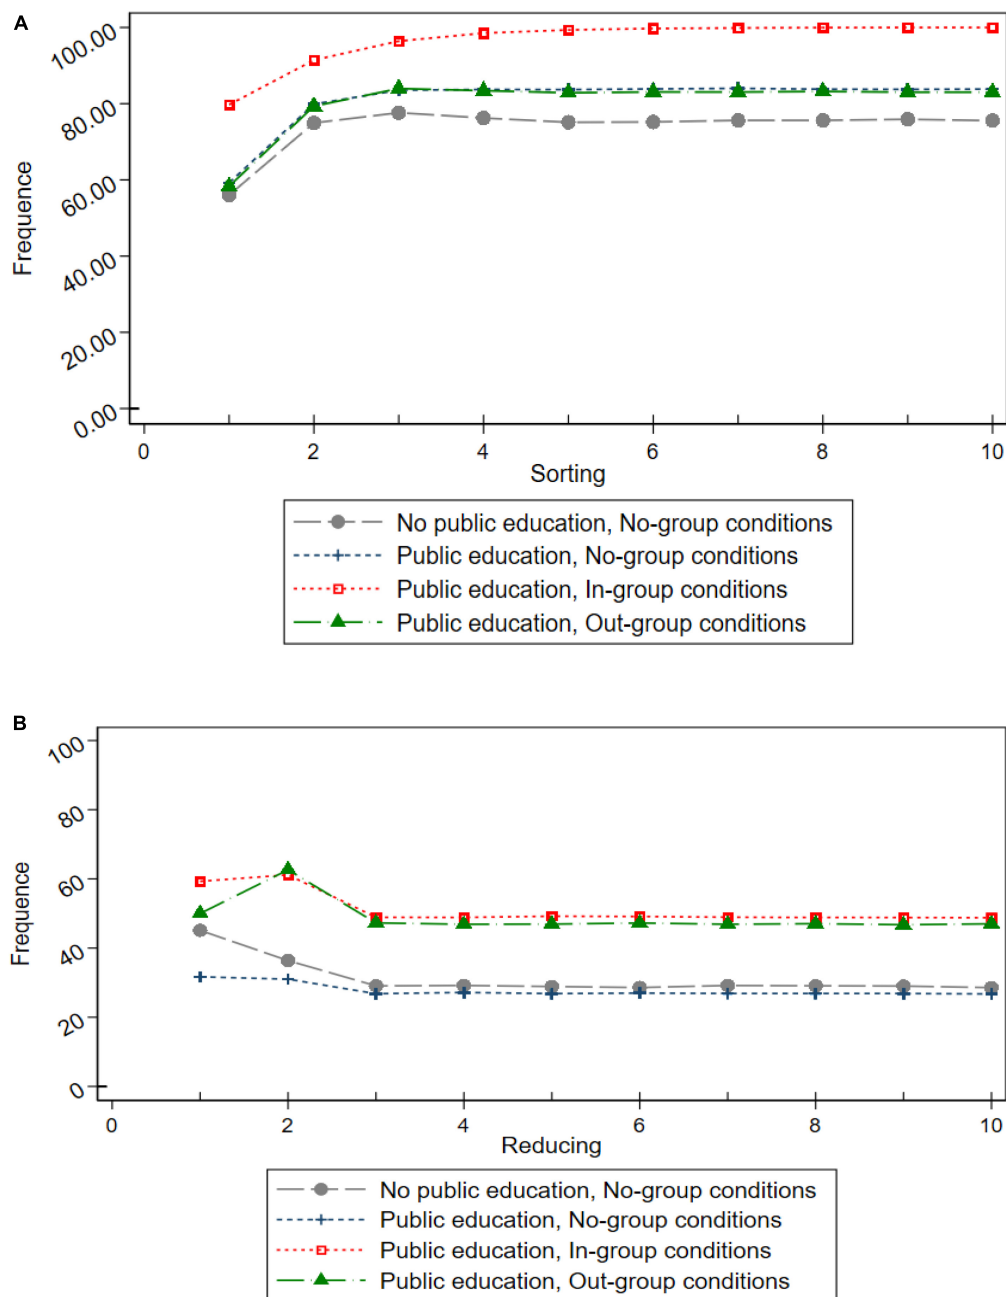 A
100.00
80.00
60.00
40.00
20.00
0.00
Frequence
0 2 4 6 8 10
Sorting
No public education, No-group conditions
Public education, No-group conditions
Public education, In-group conditions
Public education, Out-group conditions
B
100
80
60
40
20
0
Frequence
0 2 4 6 8 10
Reducing
No public education, No-group conditions
Public education, No-group conditions
Public education, In-group conditions
Public education, Out-group conditions